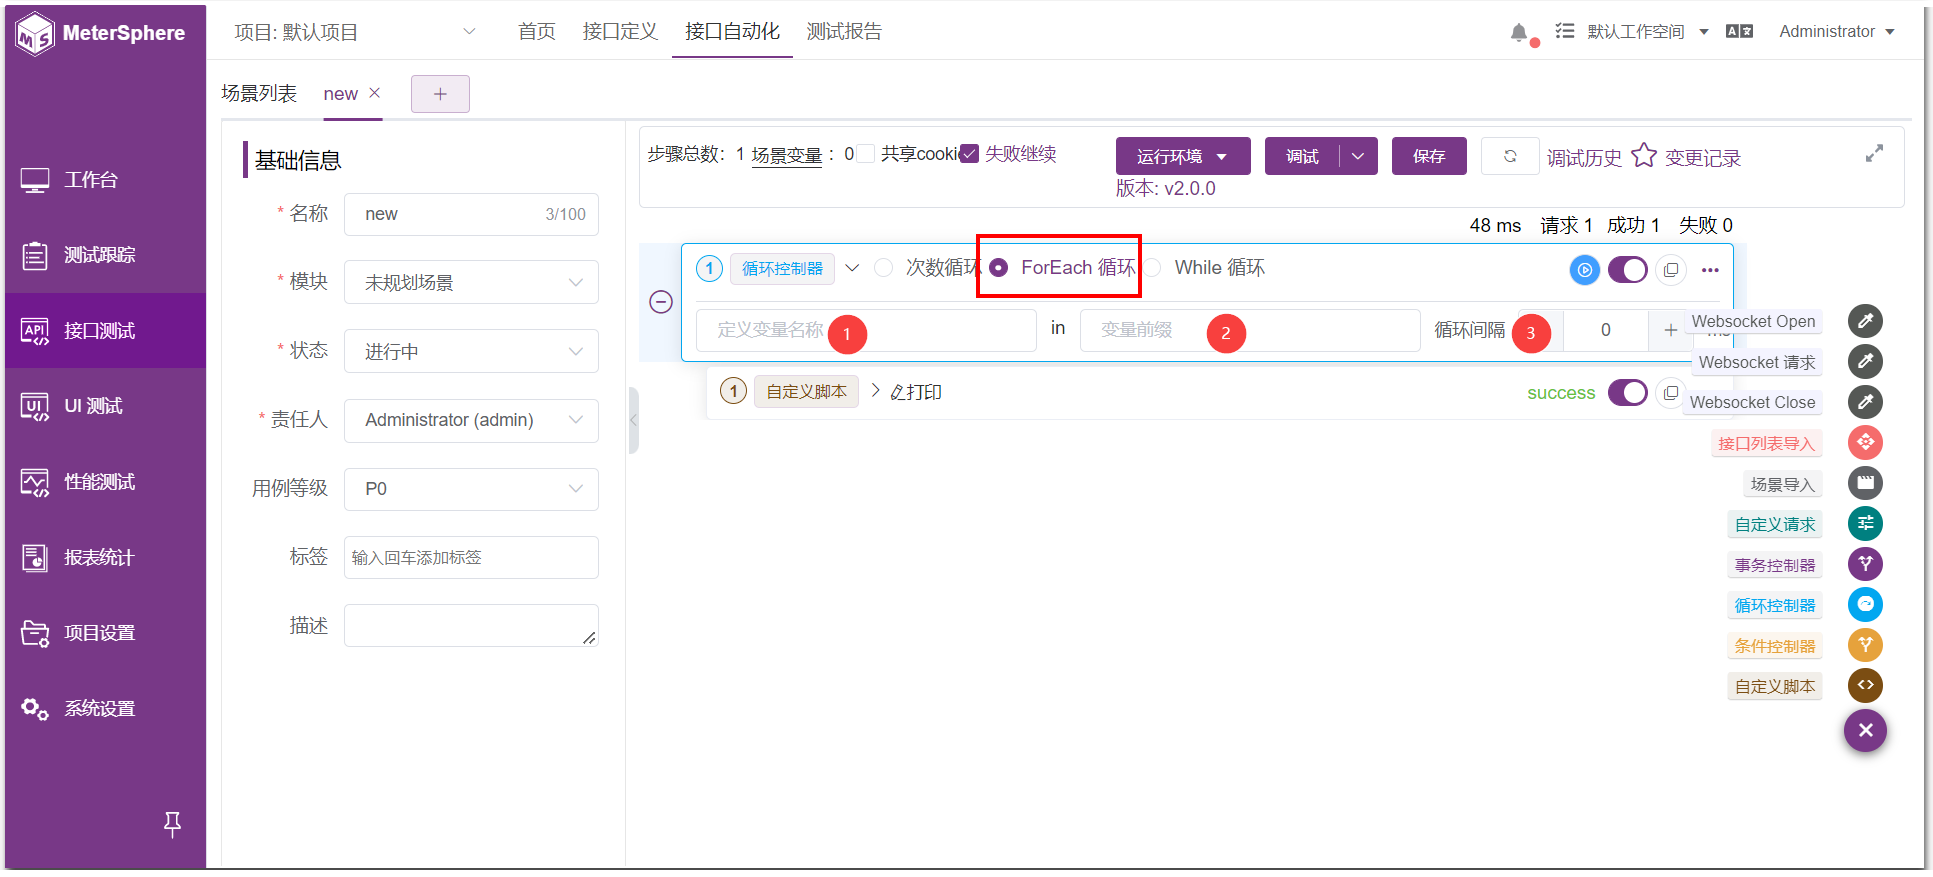 MeterSphere
项目: 默认项目
首页
接口定义
接口自动化
测试报告
默认工作空间
Administrator
场景列表
new
工作台
测试跟踪
接口测试
UI 测试
性能测试
报表统计
项目设置
系统设置
基础信息
* 名称
new
3/100
* 模块
未规划场景
* 状态
进行中
* 责任人
Administrator (admin)
用例等级
P0
标签
输入回车添加标签
描述
步骤总数: 1 场景变量 : 0 共享cooki 失败继续
运行环境
调试
保存
调试历史
变更记录
版本: v2.0.0
48 ms 请求 1 成功 1 失败 0
1 循环控制器 次数循环 ForEach 循环 While 循环
定义变量名称 1 in 变量前缀 2 循环间隔 3 0 +
1 自定义脚本 打印
success
Websocket Open
Websocket 请求
Websocket Close
接口列表导入
场景导入
自定义请求
事务控制器
循环控制器
条件控制器
自定义脚本